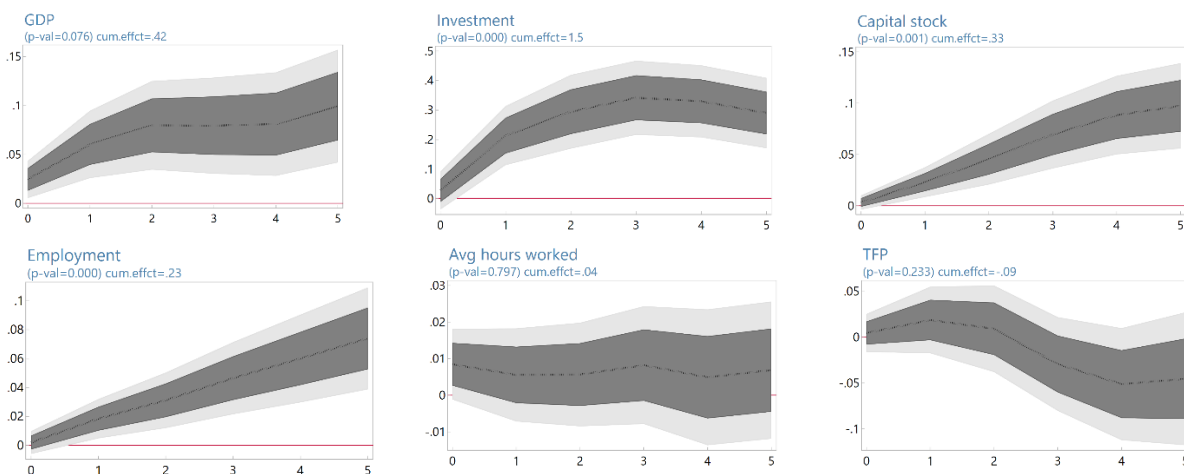 GDP
(p-val=0.076) cum.effct=.42
.15
.1
.05
0
0 1 2 3 4 5
Investment
(p-val=0.000) cum.effct=1.5
.5
.4
.3
.2
.1
0
0 1 2 3 4 5
Capital stock
(p-val=0.001) cum.effct=.33
.15
.1
.05
0
0 1 2 3 4 5
Employment
(p-val=0.000) cum.effct=.23
.1
.08
.06
.04
.02
0
0 1 2 3 4 5
Avg hours worked
(p-val=0.797) cum.effct=.04
.03
.02
.01
0
-.01
0 1 2 3 4 5
TFP
(p-val=0.233) cum.effct=-.09
.05
0
-.05
-.1
0 1 2 3 4 5